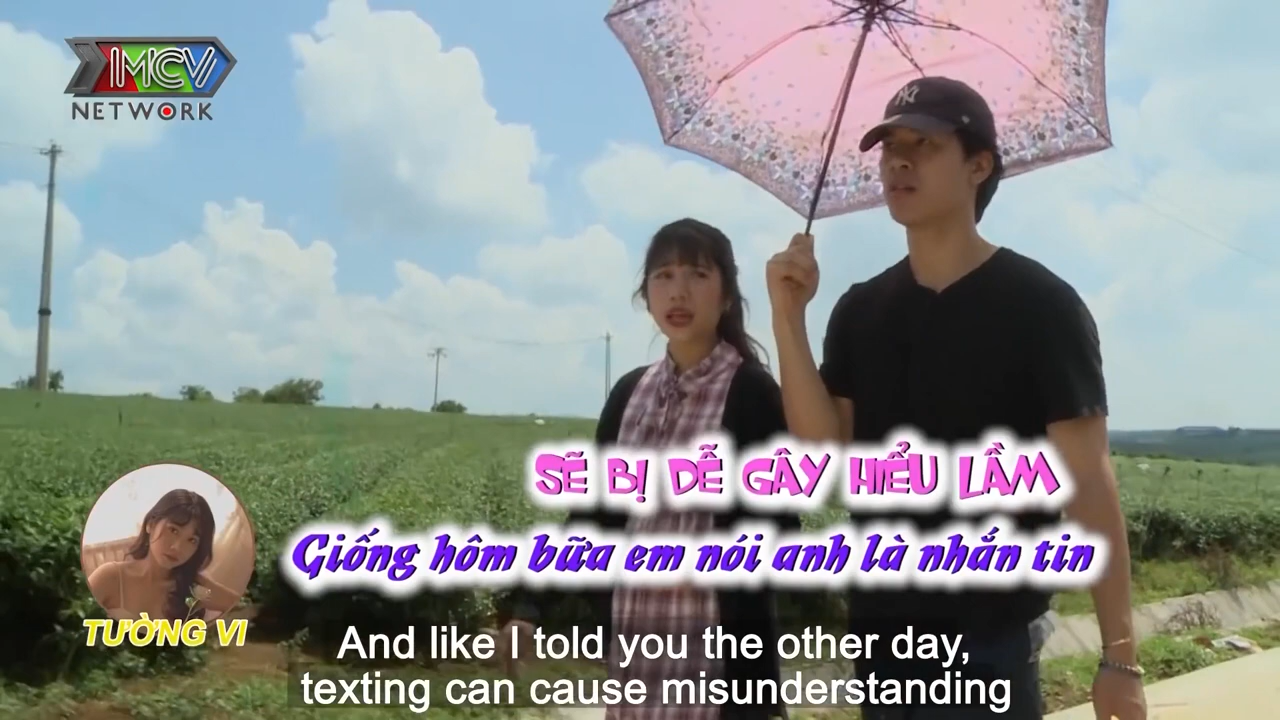 MCV
NETWORK
NY
SẼ BỊ DỄ GÂY HIỂU LẦM
Giống hôm bữa em nói anh là nhắn tin
TƯỜNG VI
And like I told you the other day,
texting can cause misunderstanding